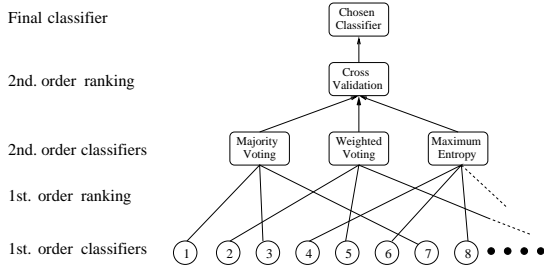 Final classifier
Chosen
Classifier
2nd. order ranking
Cross
Validation
2nd. order classifiers
Majority
Voting
Weighted
Voting
Maximum
Entropy
1st. order ranking
1st. order classifiers
1 2 3 4 5 6 7 8